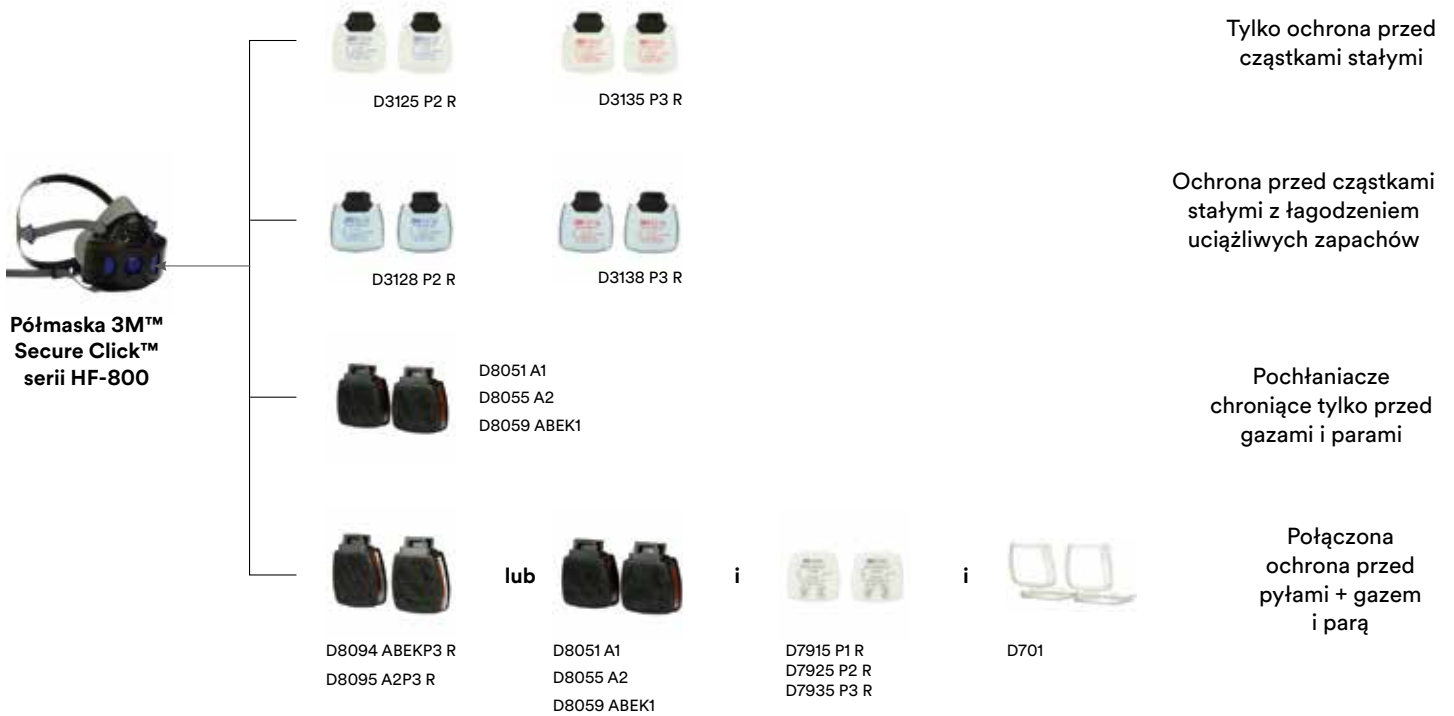 Tylko ochrona przed
cząstkami stałymi
D3125 P2 R
D3135 P3 R
Ochrona przed cząstkami
stałymi z łagodzeniem
uciążliwych zapachów
D3128 P2 R
D3138 P3 R
Półmaska 3M™
Secure Click™
serii HF-800
D8051 A1
D8055 A2
D8059 ABEK1
Pochłaniacze
chroniące tylko przed
gazami i parami
lub
i
i
Połączona
ochrona przed
pyłami + gazem
i parą
D8094 ABEKP3 R
D8095 A2P3 R
D8051 A1
D8055 A2
D8059 ABEK1
D7915 P1 R
D7925 P2 R
D7935 P3 R
D701